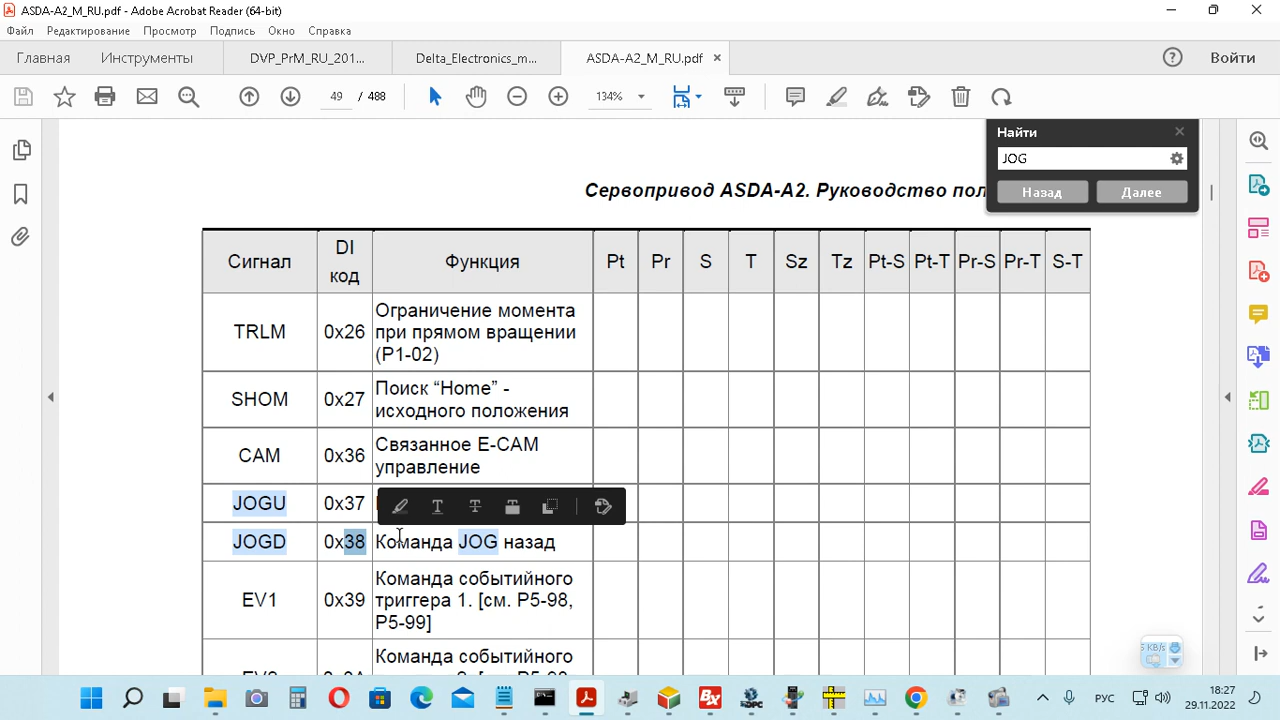 ASDA-A2_M_RU.pdf - Adobe Acrobat Reader (64-bit)
Файл Редактирование Просмотр Подпись Окно Справка
Главная Инструменты DVP_PrM_RU_201... Delta_Electronics_m... ASDA-A2_M_RU.pdf Войти
49 / 488 134%
Найти
JOG
Назад Далее
Сервопривод ASDA-A2. Руководство пол
Сигнал DI код Функция Pt Pr S T Sz Tz Pt-S Pt-T Pr-S Pr-T S-T
TRLM 0x26 Ограничение момента
при прямом вращении
(P1-02)
SHOM 0x27 Поиск “Home” -
исходного положения
CAM 0x36 Связанное E-CAM
управление
JOGU 0x37
JOGD 0x38 Команда JOG назад
EV1 0x39 Команда событийного
триггера 1. [см. P5-98,
P5-99]
Команда событийного
5 KB/s
РУС
18:27
29.11.2022